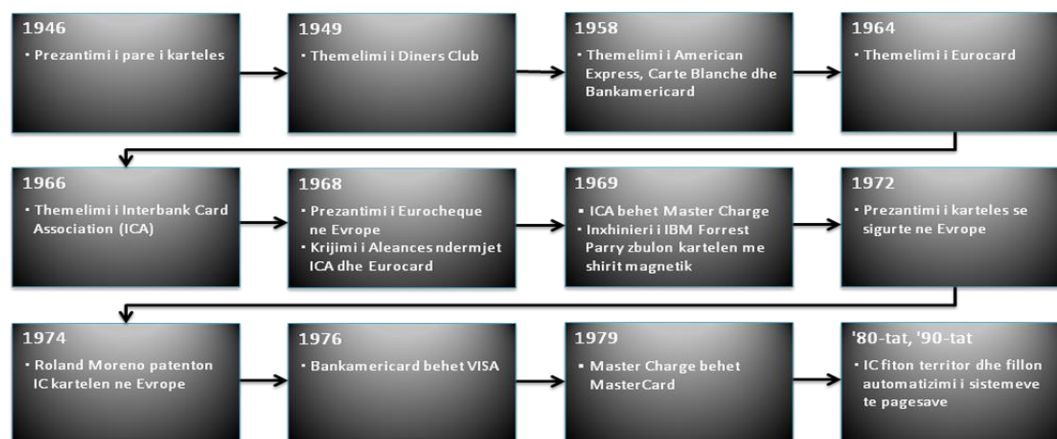 1946
▪ Prezantimi i pare i karteles
1949
▪ Themelimi i Diners Club
1958
▪ Themelimi i American
Express, Carte Blanche dhe
Bankamericard
1964
▪ Themelimi i Eurocard
1966
▪ Themelimi i Interbank Card
Association (ICA)
1968
▪ Prezantimi i Eurocheque
ne Evrope
▪ Krijimi i Aleances ndermjet
ICA dhe Eurocard
1969
▪ ICA behet Master Charge
▪ Inxhinieri i IBM Forrest
Parry zbulon kartelen me
shirit magnetik
1972
▪ Prezantimi i karteles se
sigurte ne Evrope
1974
▪ Roland Moreno patenton
IC kartelen ne Evrope
1976
▪ Bankamericard behet VISA
1979
▪ Master Charge behet
MasterCard
'80-tat, '90-tat
▪ IC fiton territor dhe fillon
automatizimi i sistemeve
te pagesave